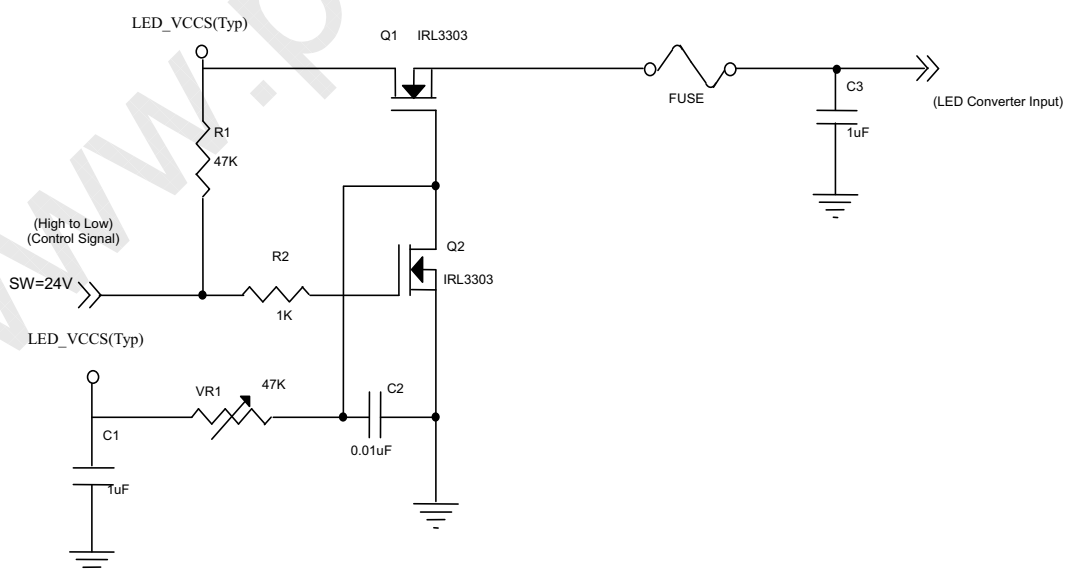 LED_VCCS(Typ)
Q1 IRL3303
FUSE
C3
1uF
(LED Converter Input)
R1
47K
(High to Low)
(Control Signal)
SW=24V
R2
1K
Q2
IRL3303
LED_VCCS(Typ)
VR1
47K
C2
0.01uF
C1
1uF
www.p